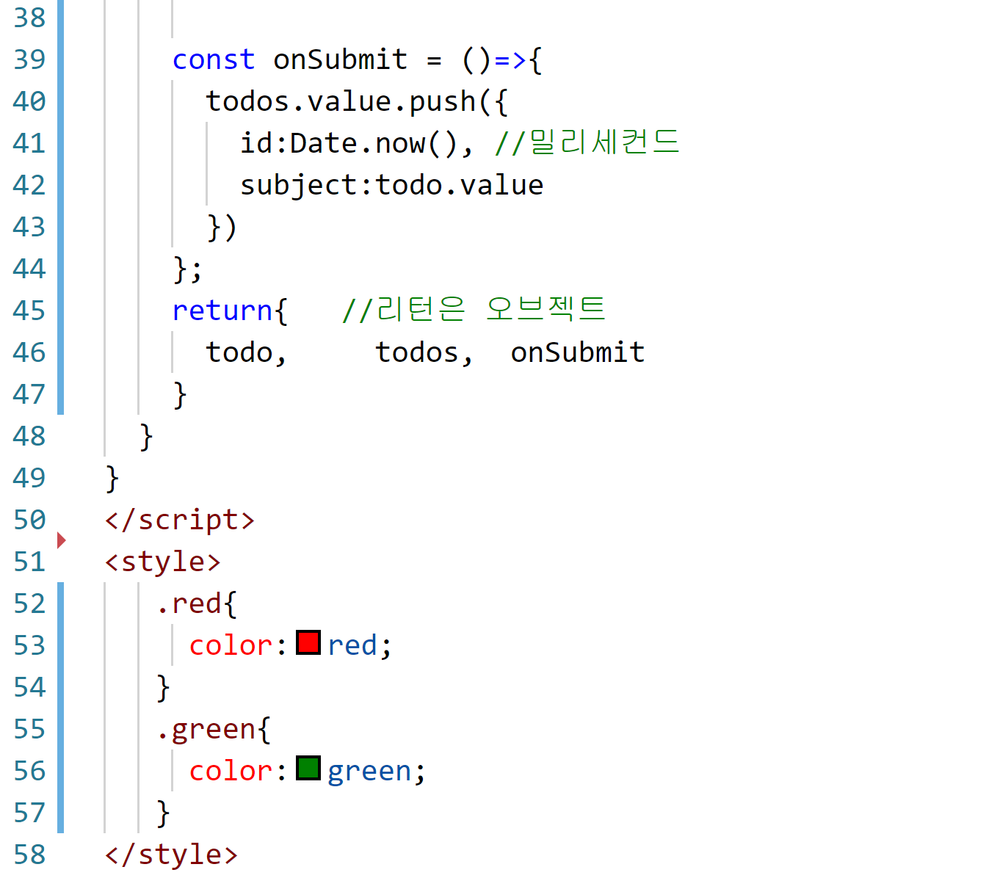 38
39 const onSubmit = ()=>{
40 todos.value.push({
41 id:Date.now(), //밀리세컨드
42 subject:todo.value
43 })
44 };
45 return{ //리턴은 오브젝트
46 todo, todos, onSubmit
47 }
48 }
49 }
50 </script>
51 <style>
52 .red{
53 color:red;
54 }
55 .green{
56 color:green;
57 }
58 </style>